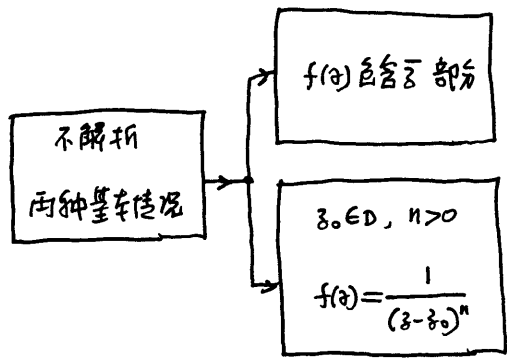 不解析
两种基本情况
f(z)包含z̄部分
z₀∈D, n>0
f(z)=1/(z-z₀)ⁿ